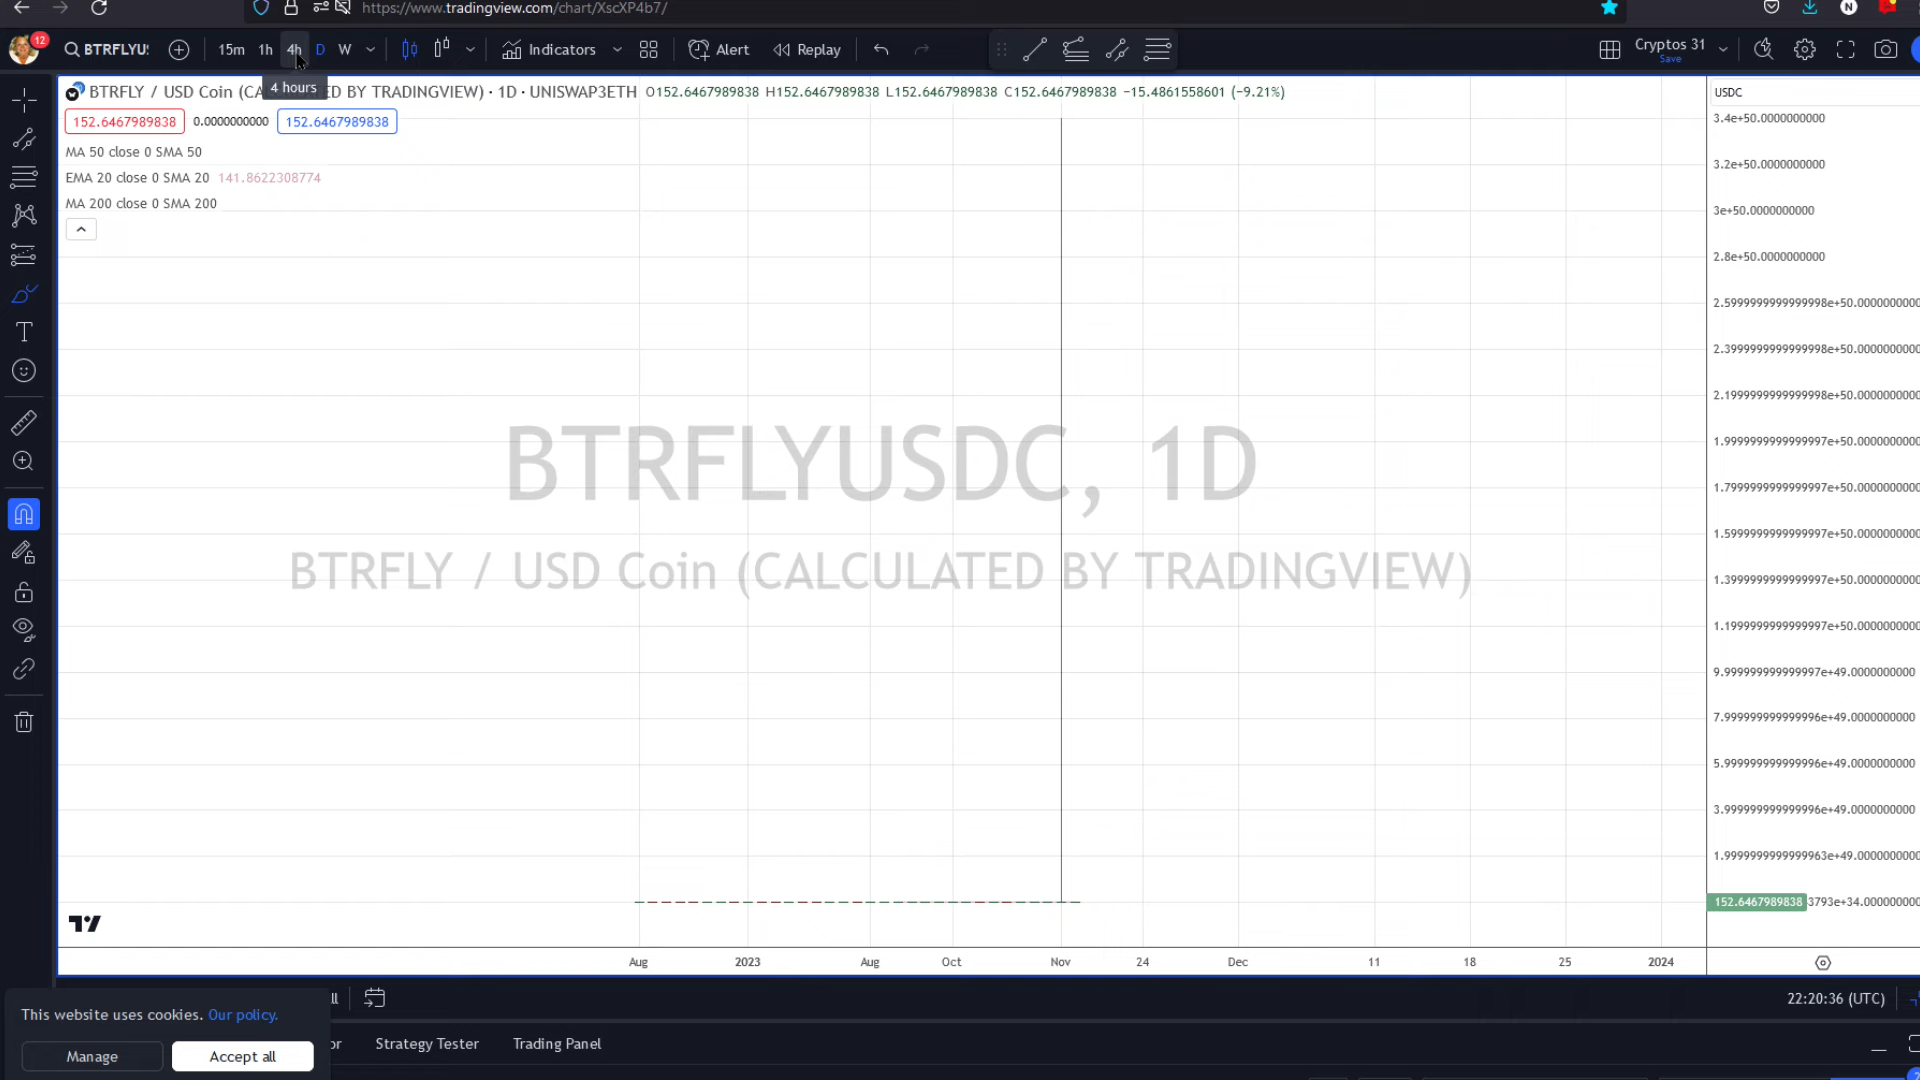 https://www.tradingview.com/chart/XscXP4b7/
N
12
BTRFLYU:
15m 1h 4h D W
Indicators
Alert
Replay
Cryptos 31
Save
4 hours
BTRFLY / USD Coin (CA ED BY TRADINGVIEW) · 1D · UNISWAP3ETH O152.6467989838 H152.6467989838 L152.6467989838 C152.6467989838 −15.4861558601 (−9.21%)
152.6467989838 0.0000000000 152.6467989838
MA 50 close 0 SMA 50
EMA 20 close 0 SMA 20 141.8622308774
MA 200 close 0 SMA 200
BTRFLYUSDC, 1D
BTRFLY / USD Coin (CALCULATED BY TRADINGVIEW)
USDC
3.4e+50.0000000000
3.2e+50.0000000000
3e+50.0000000000
2.8e+50.0000000000
2.5999999999999998e+50.0000000000
2.3999999999999998e+50.0000000000
2.1999999999999997e+50.0000000000
1.9999999999999997e+50.0000000000
1.7999999999999997e+50.0000000000
1.5999999999999997e+50.0000000000
1.3999999999999997e+50.0000000000
1.1999999999999997e+50.0000000000
9.999999999999997e+49.0000000000
7.999999999999996e+49.0000000000
5.999999999999996e+49.0000000000
3.999999999999996e+49.0000000000
1.9999999999999963e+49.0000000000
152.6467989838 3793e+34.0000000000
Aug 2023 Aug Oct Nov 24 Dec 11 18 25 2024
22:20:36 (UTC)
This website uses cookies. Our policy.
Manage
Accept all
Strategy Tester
Trading Panel